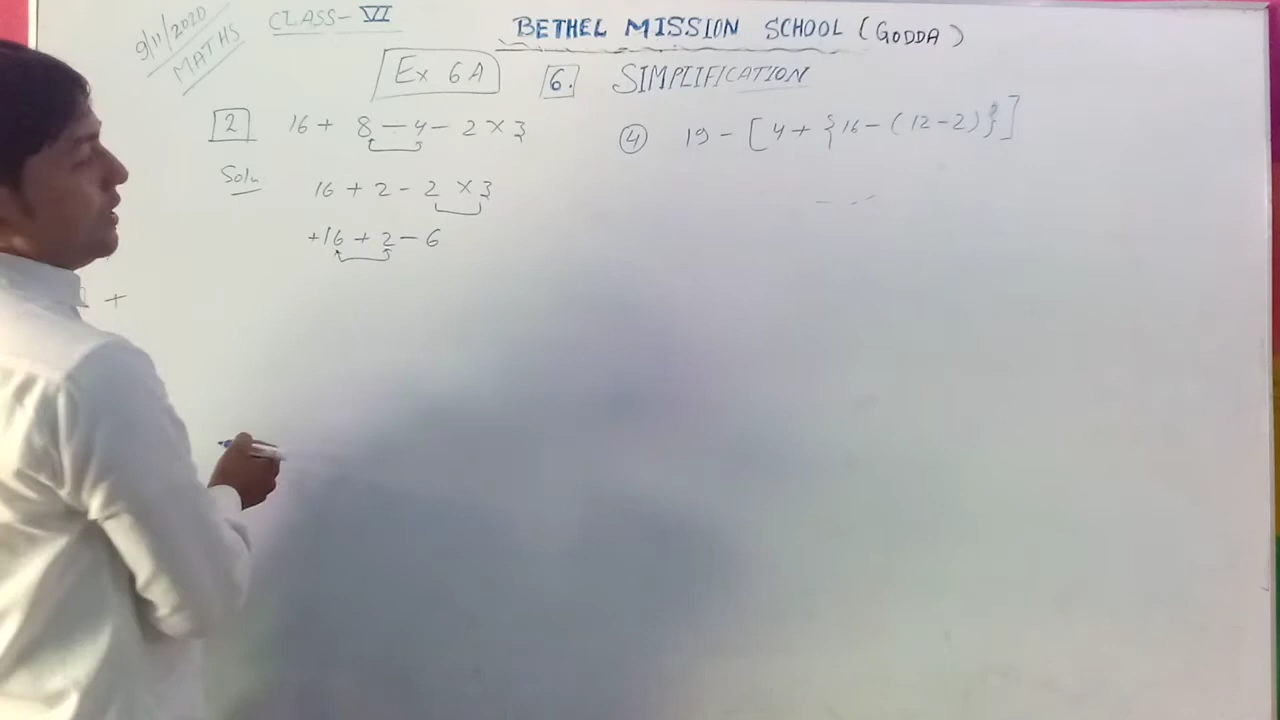 9/11/2020
MATHS
CLASS- VI
BETHEL MISSION SCHOOL (GODDA)
Ex 6A
6. SIMPLIFICATION
2 16 + 8 - 4 - 2 × 3
Soln
16 + 2 - 2 × 3
+16 + 2 - 6
+
4 19 - [ 4 + { 16 - ( 12 - 2 ) } ]